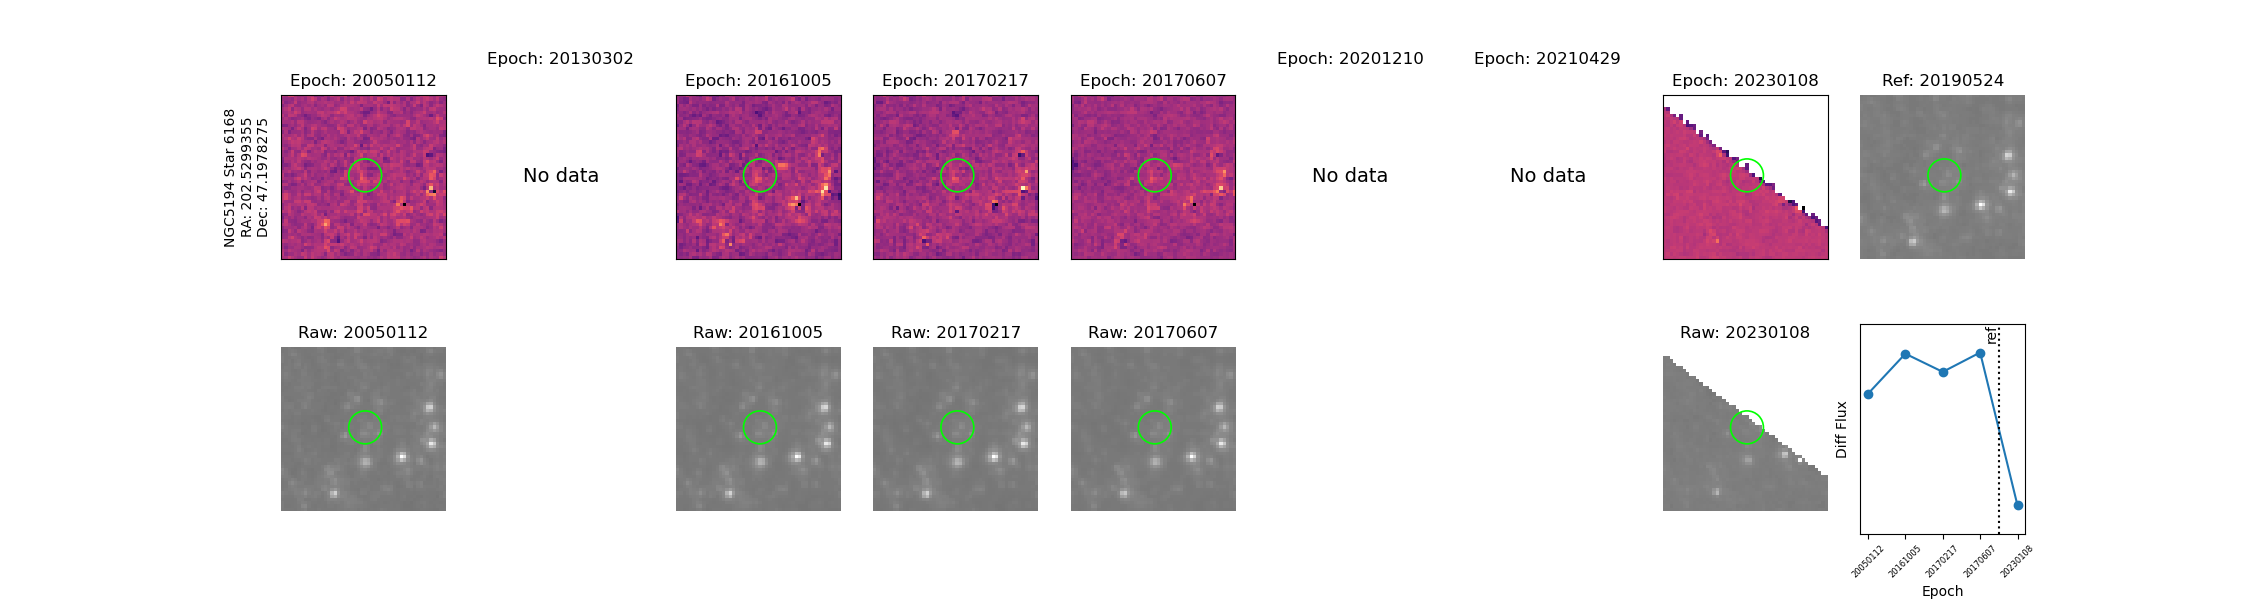 Epoch: 20130302
Epoch: 20201210
Epoch: 20210429
Epoch: 20050112
Epoch: 20161005
Epoch: 20170217
Epoch: 20170607
Epoch: 20230108
Ref: 20190524
NGC5194 Star 6168
RA: 202.5299355
Dec: 47.1978275
No data
No data
No data
Raw: 20050112
Raw: 20161005
Raw: 20170217
Raw: 20170607
Raw: 20230108
ref
Diff Flux
20050112
20161005
20170217
20170607
20230108
Epoch